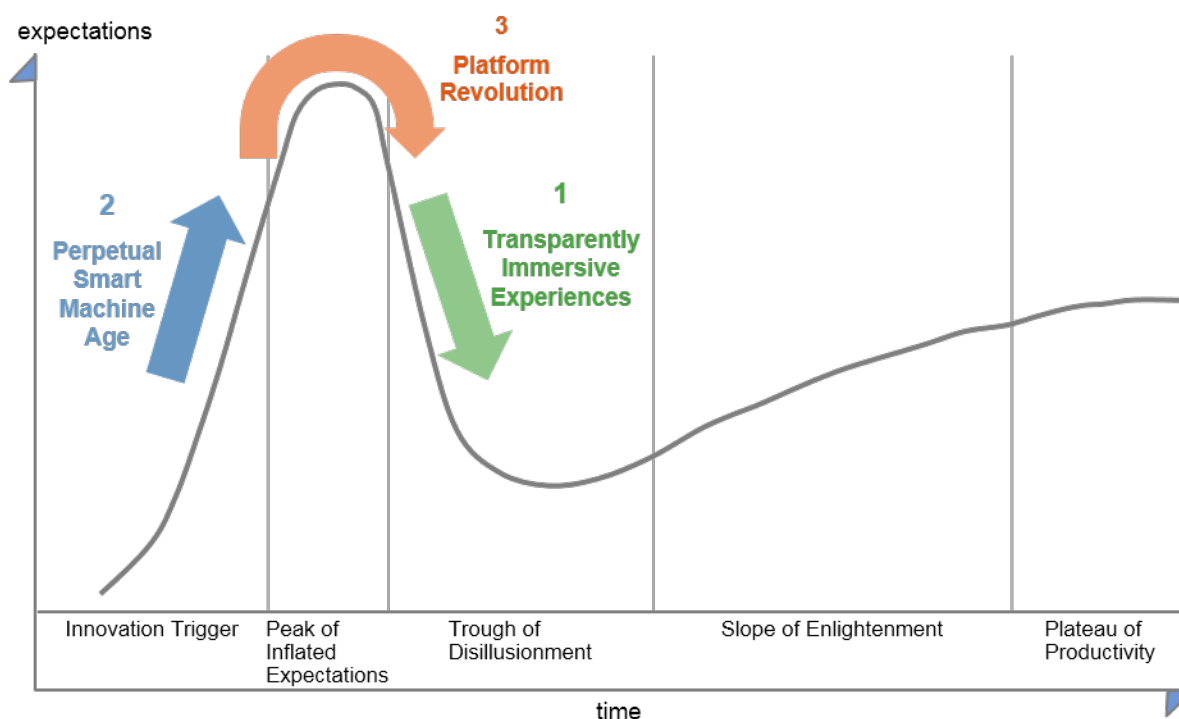 expectations
3
Platform
Revolution
2
Perpetual
Smart
Machine
Age
1
Transparently
Immersive
Experiences
Innovation Trigger
Peak of
Inflated
Expectations
Trough of
Disillusionment
Slope of Enlightenment
Plateau of
Productivity
time